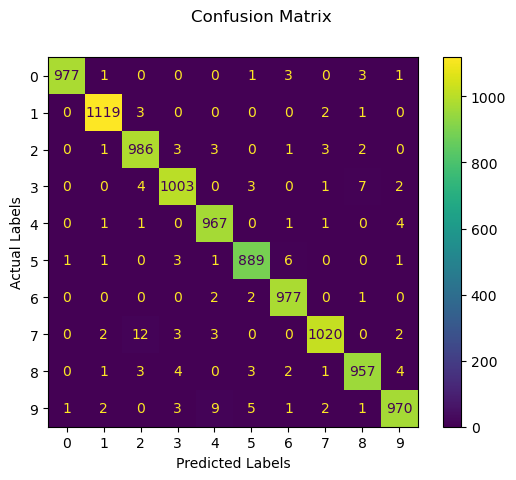 Confusion Matrix
Actual Labels
0 977 1 0 0 0 1 3 0 3 1
1 0 1119 3 0 0 0 0 2 1 0
2 0 1 986 3 3 0 1 3 2 0
3 0 0 4 1003 0 3 0 1 7 2
4 0 1 1 0 967 0 1 1 0 4
5 1 1 0 3 1 889 6 0 0 1
6 0 0 0 0 2 2 977 0 1 0
7 0 2 12 3 3 0 0 1020 0 2
8 0 1 3 4 0 3 2 1 957 4
9 1 2 0 3 9 5 1 2 1 970
0 1 2 3 4 5 6 7 8 9
Predicted Labels
1000
800
600
400
200
0